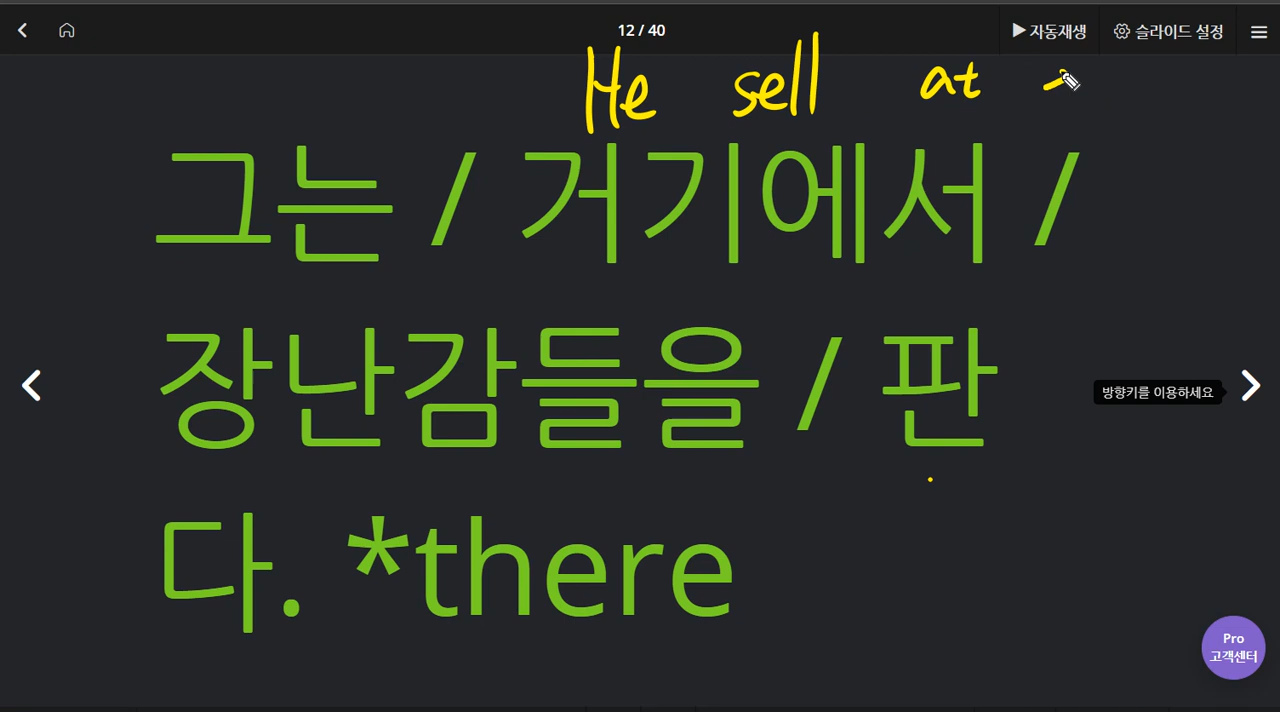 12 / 40
자동재생
슬라이드 설정
He sell at
그는 / 거기에서 /
장난감들을 / 판
방향키를 이용하세요
다. *there
Pro
고객센터